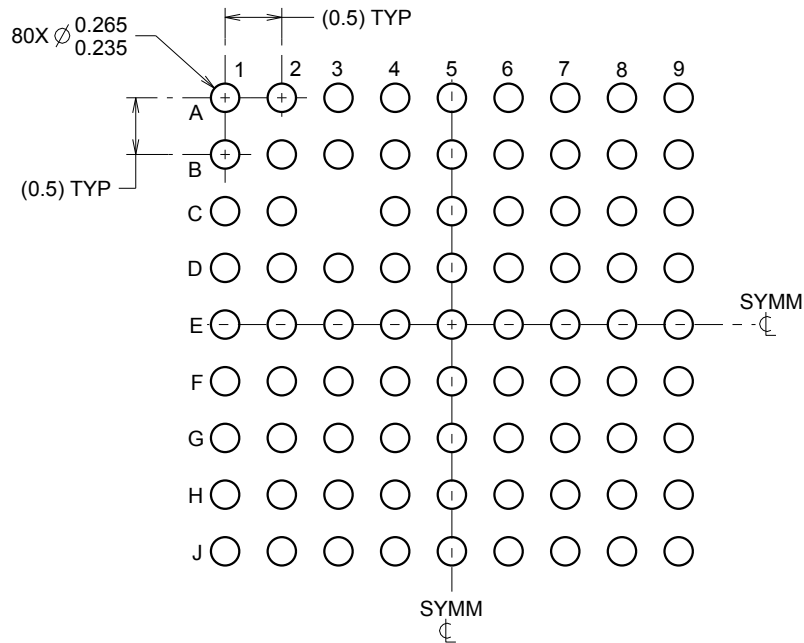 (0.5) TYP
80X ⌀ 0.265
0.235
1 2 3 4 5 6 7 8 9
A
B
(0.5) TYP
C
D
E
SYMM
℄
F
G
H
J
SYMM
℄